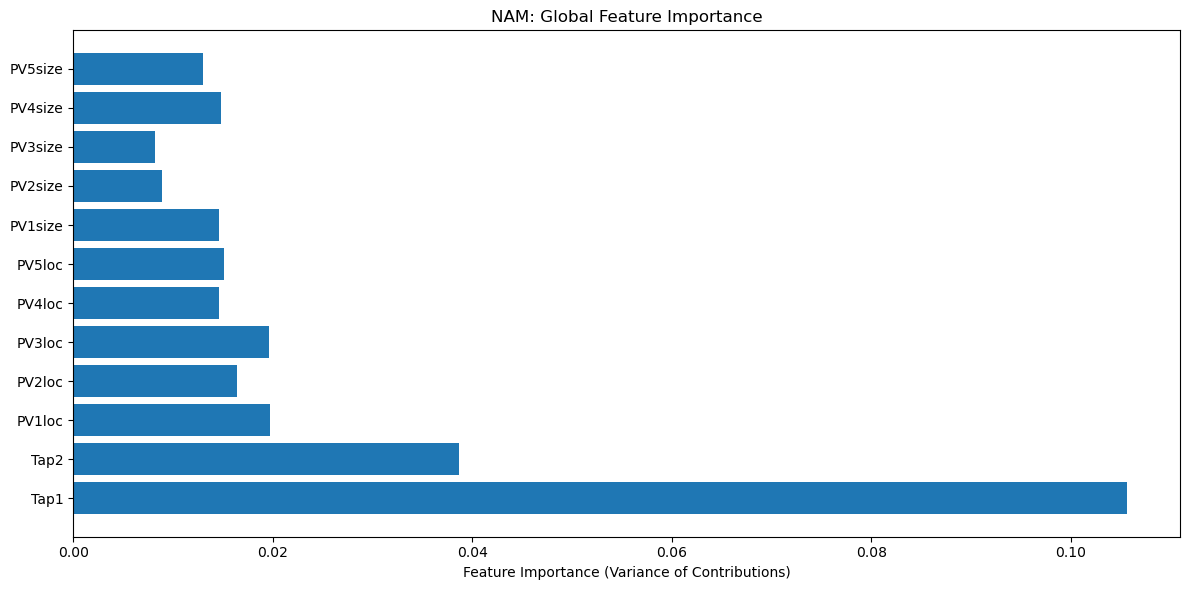 NAM: Global Feature Importance
PV5size
PV4size
PV3size
PV2size
PV1size
PV5loc
PV4loc
PV3loc
PV2loc
PV1loc
Tap2
Tap1
0.00 0.02 0.04 0.06 0.08 0.10
Feature Importance (Variance of Contributions)